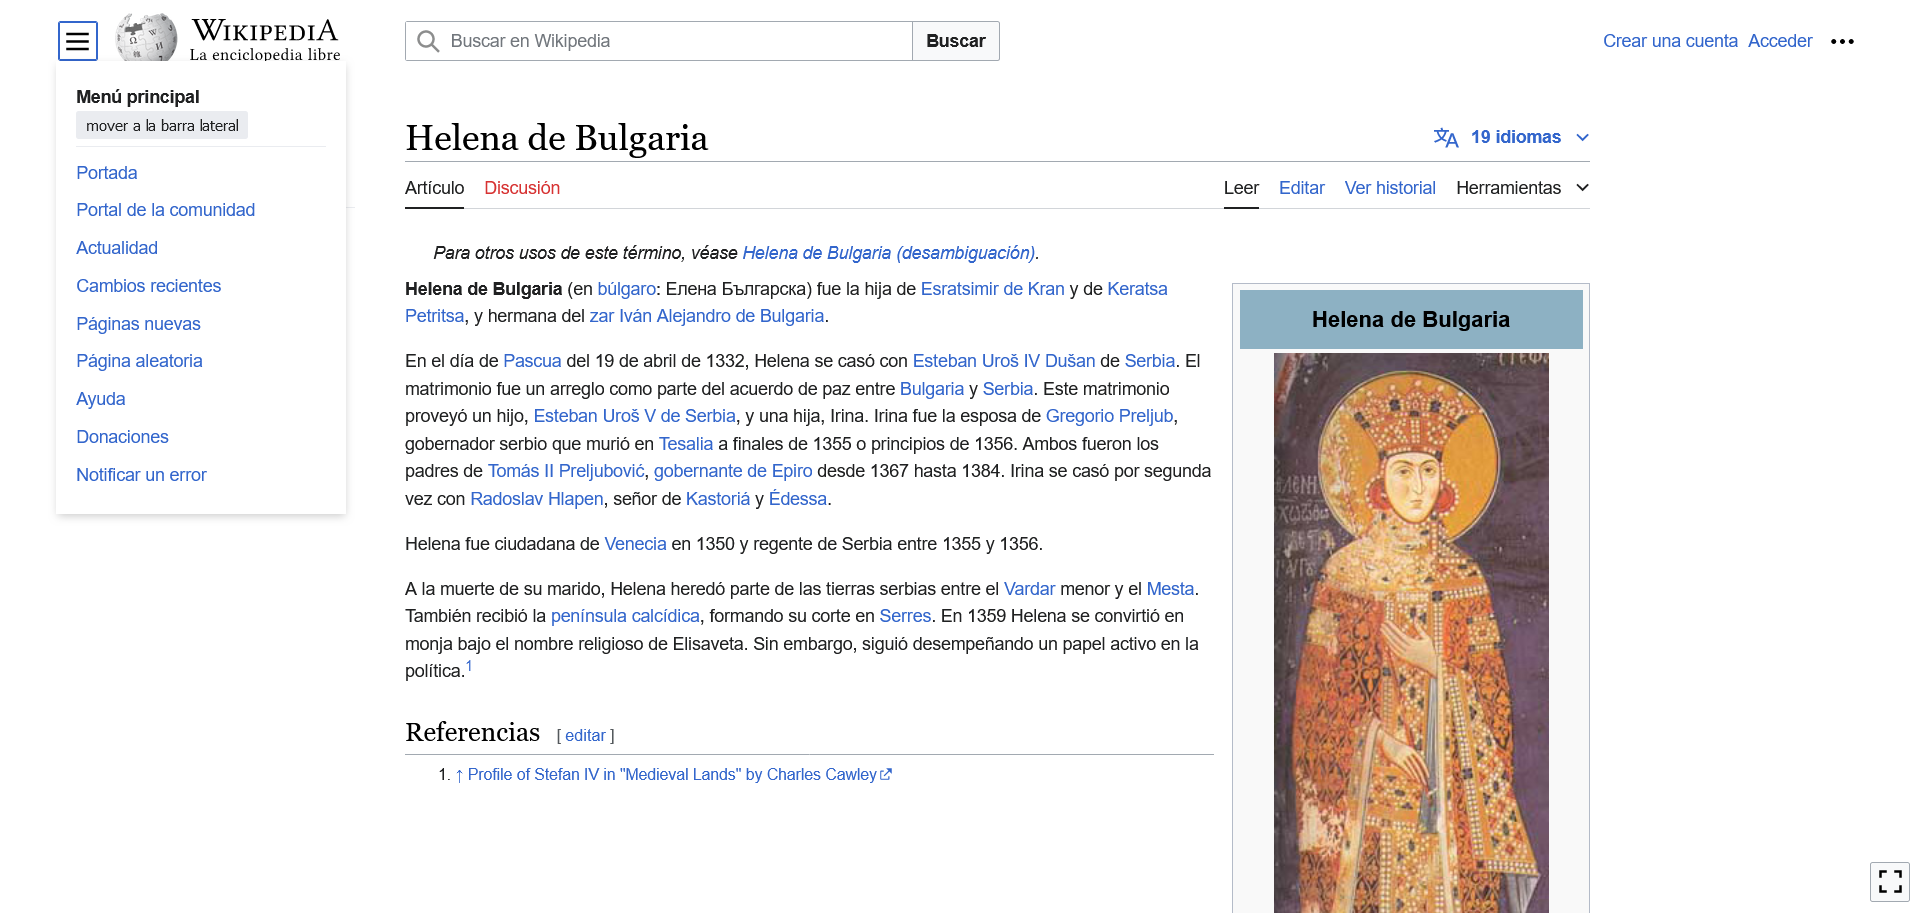 WIKIPEDIA
La enciclopedia libre
Buscar en Wikipedia
Buscar
Crear una cuenta Acceder
Menú principal
mover a la barra lateral
Portada
Portal de la comunidad
Actualidad
Cambios recientes
Páginas nuevas
Página aleatoria
Ayuda
Donaciones
Notificar un error
Helena de Bulgaria
19 idiomas
Artículo Discusión
Leer Editar Ver historial Herramientas
Para otros usos de este término, véase Helena de Bulgaria (desambiguación).
Helena de Bulgaria (en búlgaro: Елена Българска) fue la hija de Esratsimir de Kran y de Keratsa
Petritsa, y hermana del zar Iván Alejandro de Bulgaria.
En el día de Pascua del 19 de abril de 1332, Helena se casó con Esteban Uroš IV Dušan de Serbia. El
matrimonio fue un arreglo como parte del acuerdo de paz entre Bulgaria y Serbia. Este matrimonio
proveyó un hijo, Esteban Uroš V de Serbia, y una hija, Irina. Irina fue la esposa de Gregorio Preljub,
gobernador serbio que murió en Tesalia a finales de 1355 o principios de 1356. Ambos fueron los
padres de Tomás II Preljubović, gobernante de Epiro desde 1367 hasta 1384. Irina se casó por segunda
vez con Radoslav Hlapen, señor de Kastoriá y Édessa.
Helena fue ciudadana de Venecia en 1350 y regente de Serbia entre 1355 y 1356.
A la muerte de su marido, Helena heredó parte de las tierras serbias entre el Vardar menor y el Mesta.
También recibió la península calcídica, formando su corte en Serres. En 1359 Helena se convirtió en
monja bajo el nombre religioso de Elisaveta. Sin embargo, siguió desempeñando un papel activo en la
política.1
Referencias [ editar ]
1. ↑ Profile of Stefan IV in "Medieval Lands" by Charles Cawley
Helena de Bulgaria